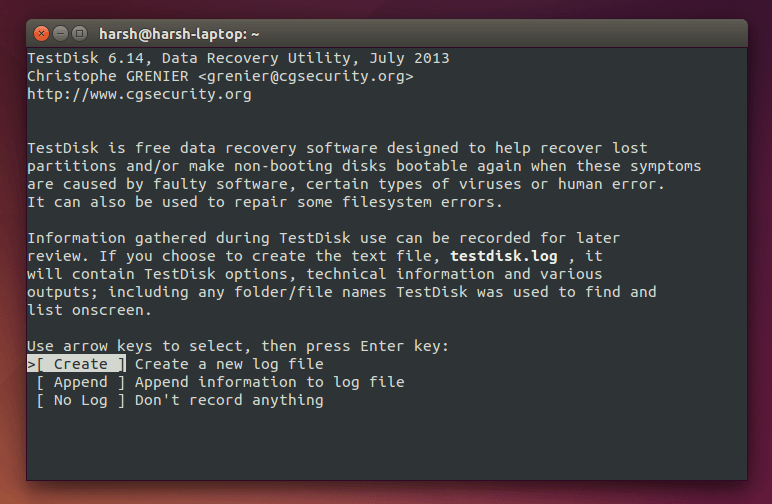 harsh@harsh-laptop: ~
TestDisk 6.14, Data Recovery Utility, July 2013
Christophe GRENIER <grenier@cgsecurity.org>
http://www.cgsecurity.org
TestDisk is free data recovery software designed to help recover lost
partitions and/or make non-booting disks bootable again when these symptoms
are caused by faulty software, certain types of viruses or human error.
It can also be used to repair some filesystem errors.
Information gathered during TestDisk use can be recorded for later
review. If you choose to create the text file, testdisk.log , it
will contain TestDisk options, technical information and various
outputs; including any folder/file names TestDisk was used to find and
list onscreen.
Use arrow keys to select, then press Enter key:
>[ Create ] Create a new log file
[ Append ] Append information to log file
[ No Log ] Don't record anything